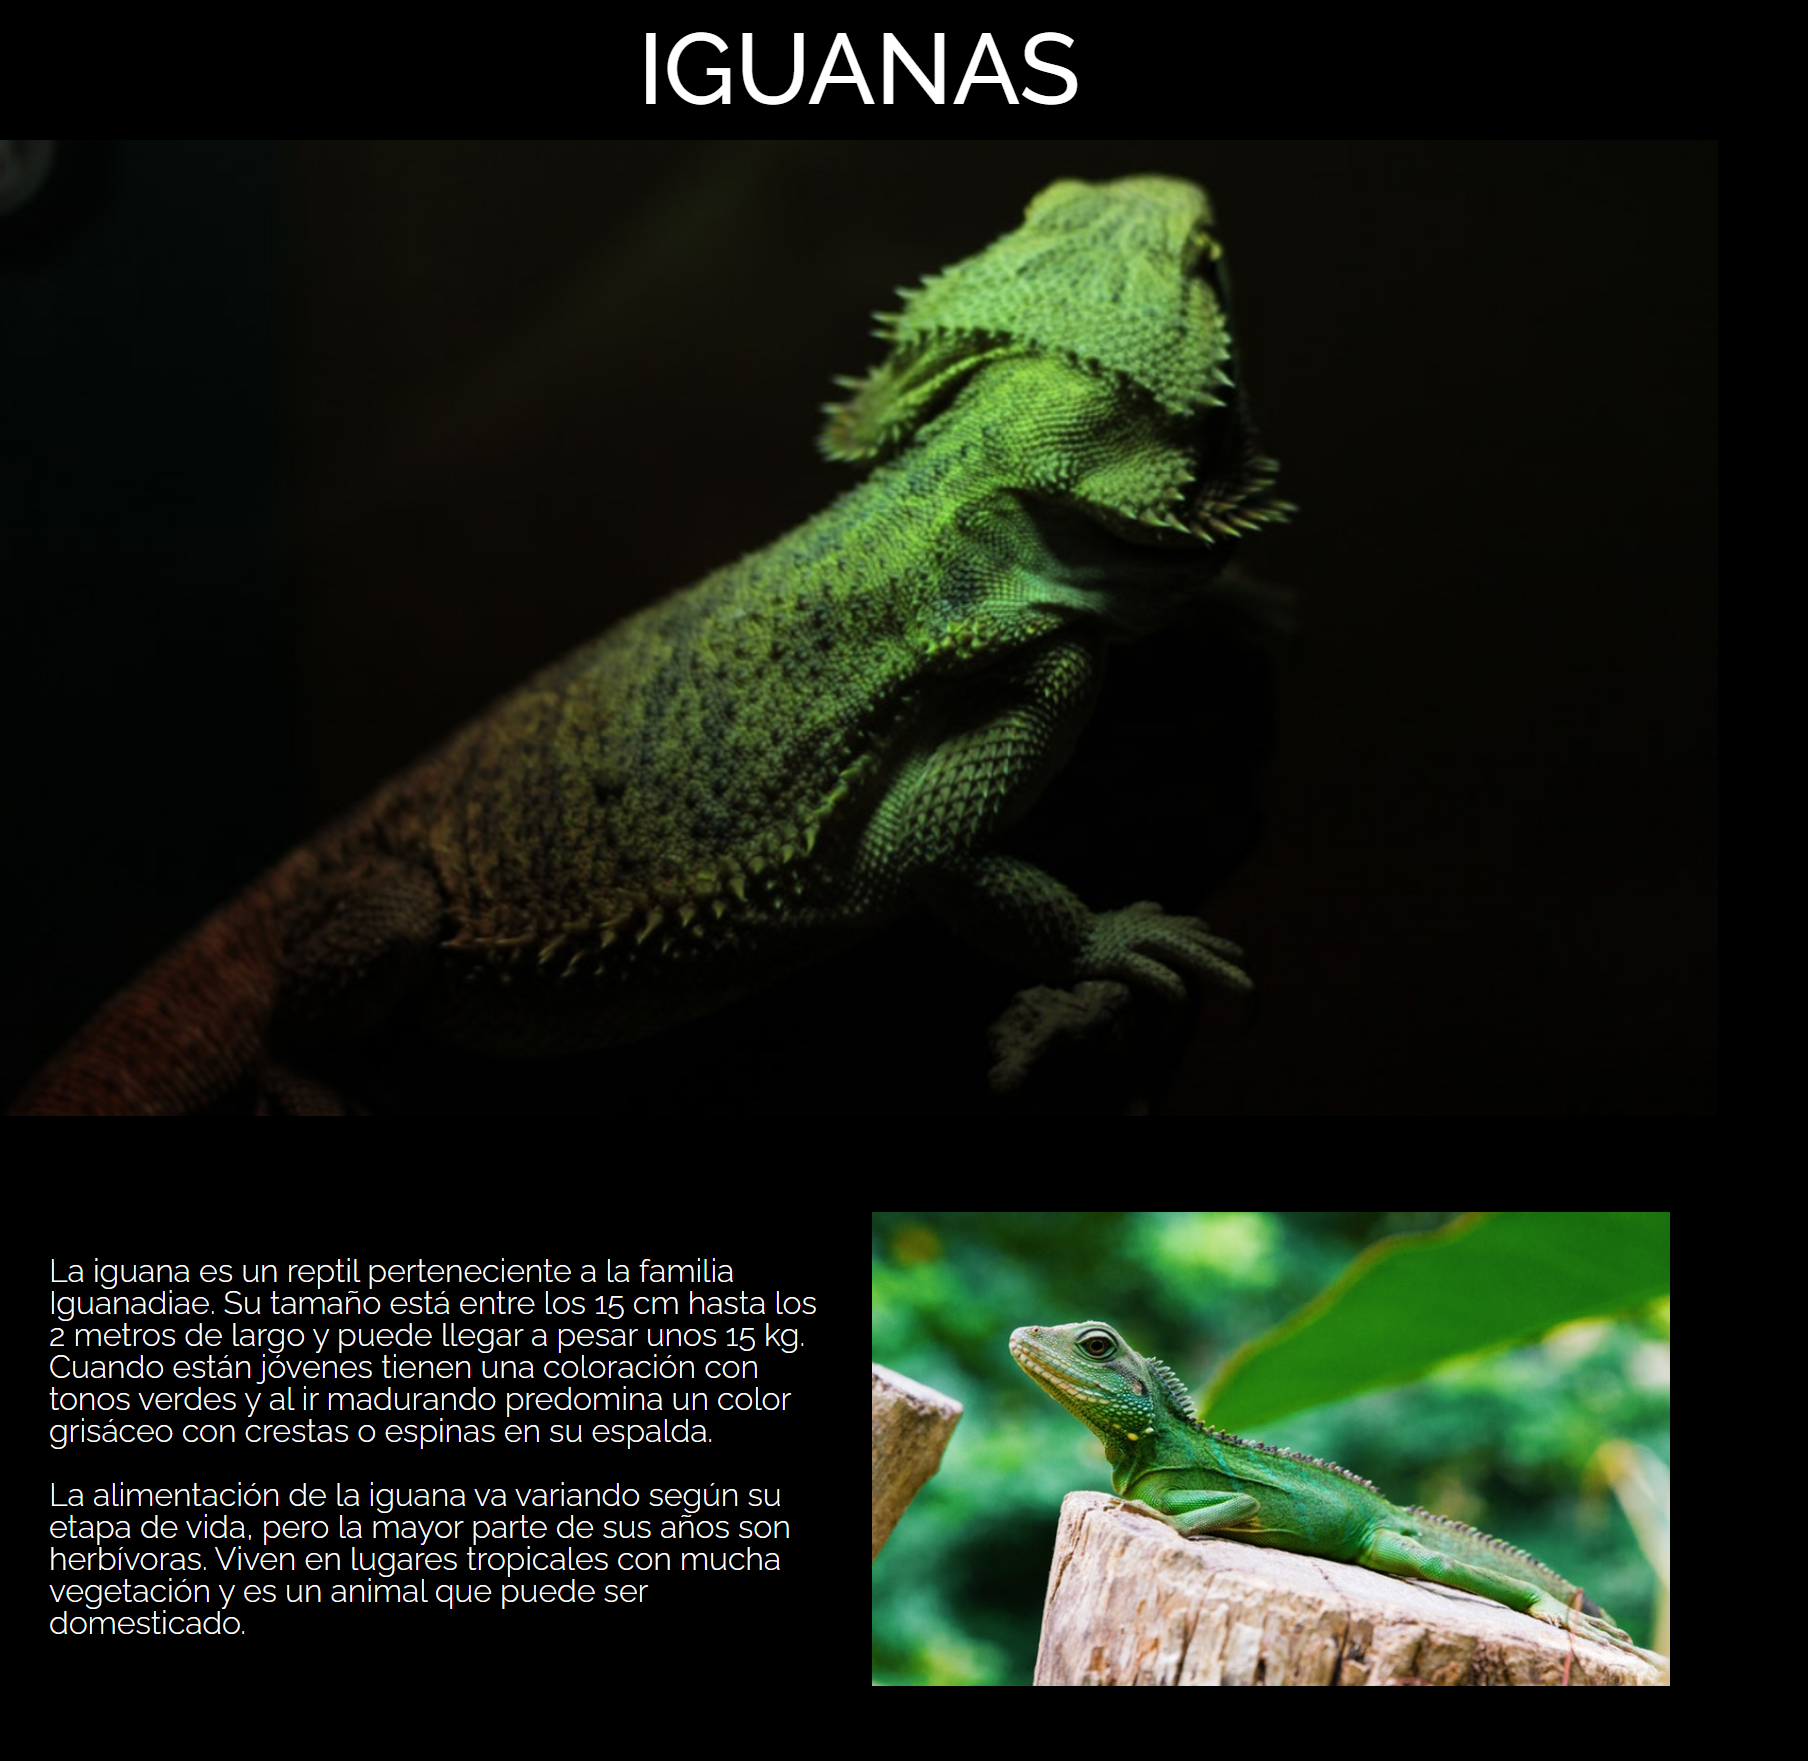 IGUANAS
La iguana es un reptil perteneciente a la familia
Iguanadiae. Su tamaño está entre los 15 cm hasta los
2 metros de largo y puede llegar a pesar unos 15 kg.
Cuando están jóvenes tienen una coloración con
tonos verdes y al ir madurando predomina un color
grisáceo con crestas o espinas en su espalda.
La alimentación de la iguana va variando según su
etapa de vida, pero la mayor parte de sus años son
herbívoras. Viven en lugares tropicales con mucha
vegetación y es un animal que puede ser
domesticado.